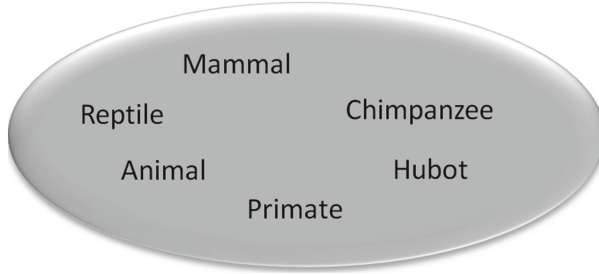 Mammal
Reptile
Chimpanzee
Animal
Hubot
Primate